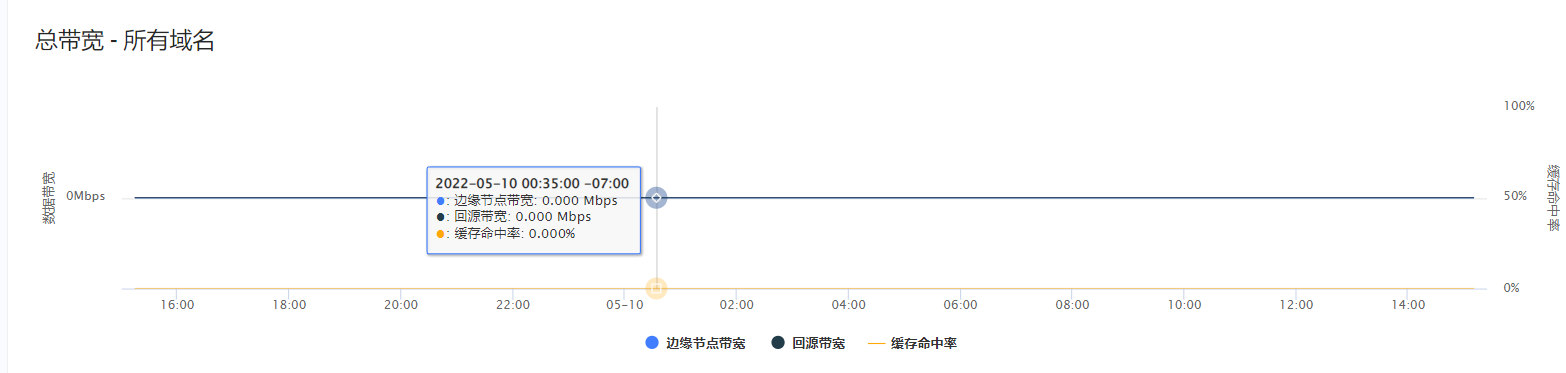 总带宽 - 所有域名
100%
数据带宽
0Mbps
2022-05-10 00:35:00 -07:00
●: 边缘节点带宽: 0.000 Mbps
●: 回源带宽: 0.000 Mbps
●: 缓存命中率: 0.000%
50%
缓存命中率
0%
16:00 18:00 20:00 22:00 05-10 02:00 04:00 06:00 08:00 10:00 12:00 14:00
边缘节点带宽 回源带宽 缓存命中率